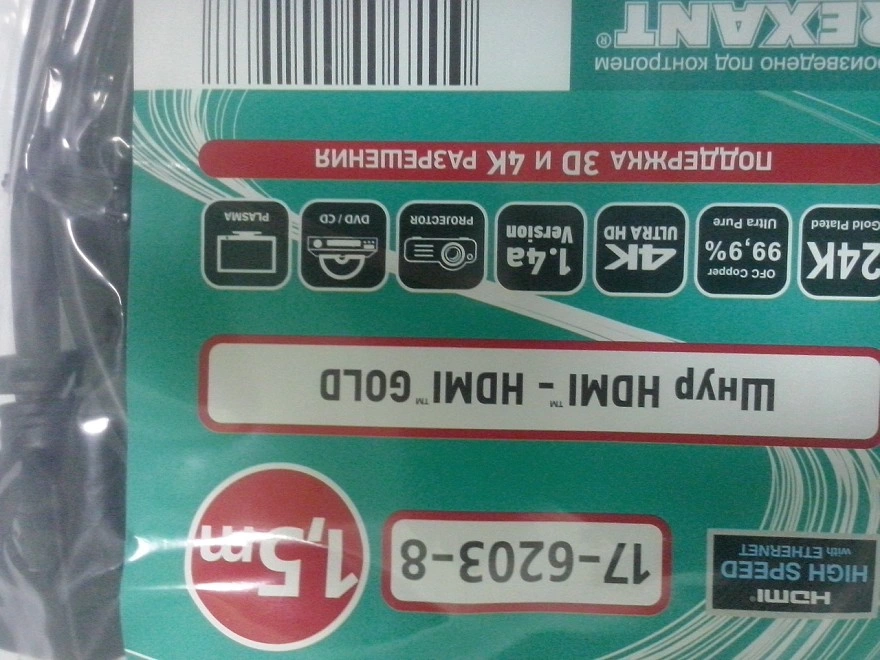 HDMI®
HIGH SPEED
with ETHERNET
17-6203-8
1,5m
Шнур HDMI™ - HDMI™ GOLD
24K
Gold Plated
OFC Copper
99,9%
Ultra Pure
4K
ULTRA HD
1.4a
Version
PROJECTOR
DVD / CD
PLASMA
ПОДДЕРЖКА 3D И 4K РАЗРЕШЕНИЯ
ПРОИЗВЕДЕНО ПОД КОНТРОЛЕМ
REXANT®